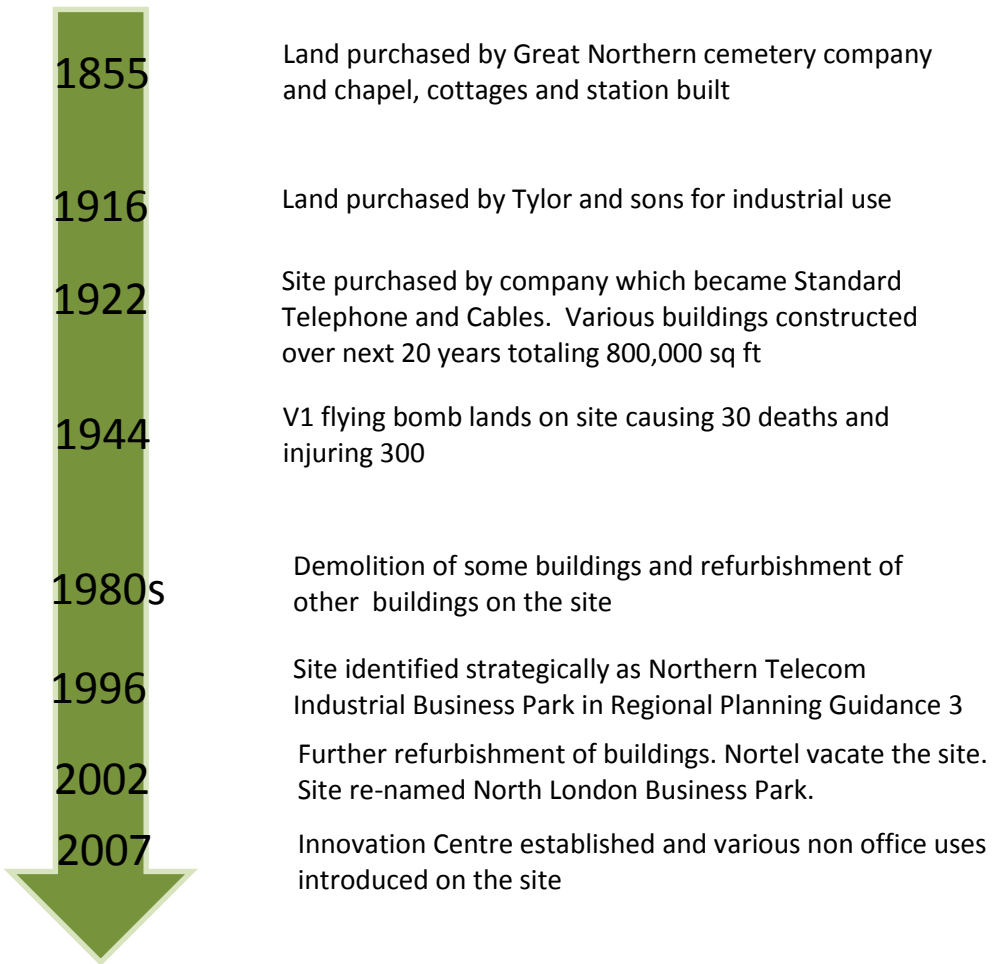 1855
Land purchased by Great Northern cemetery company
and chapel, cottages and station built
1916
Land purchased by Tylor and sons for industrial use
1922
Site purchased by company which became Standard
Telephone and Cables.  Various buildings constructed
over next 20 years totaling 800,000 sq ft
1944
V1 flying bomb lands on site causing 30 deaths and
injuring 300
1980s
Demolition of some buildings and refurbishment of
other  buildings on the site
1996
Site identified strategically as Northern Telecom
Industrial Business Park in Regional Planning Guidance 3
2002
Further refurbishment of buildings. Nortel vacate the site.
Site re-named North London Business Park.
2007
Innovation Centre established and various non office uses
introduced on the site